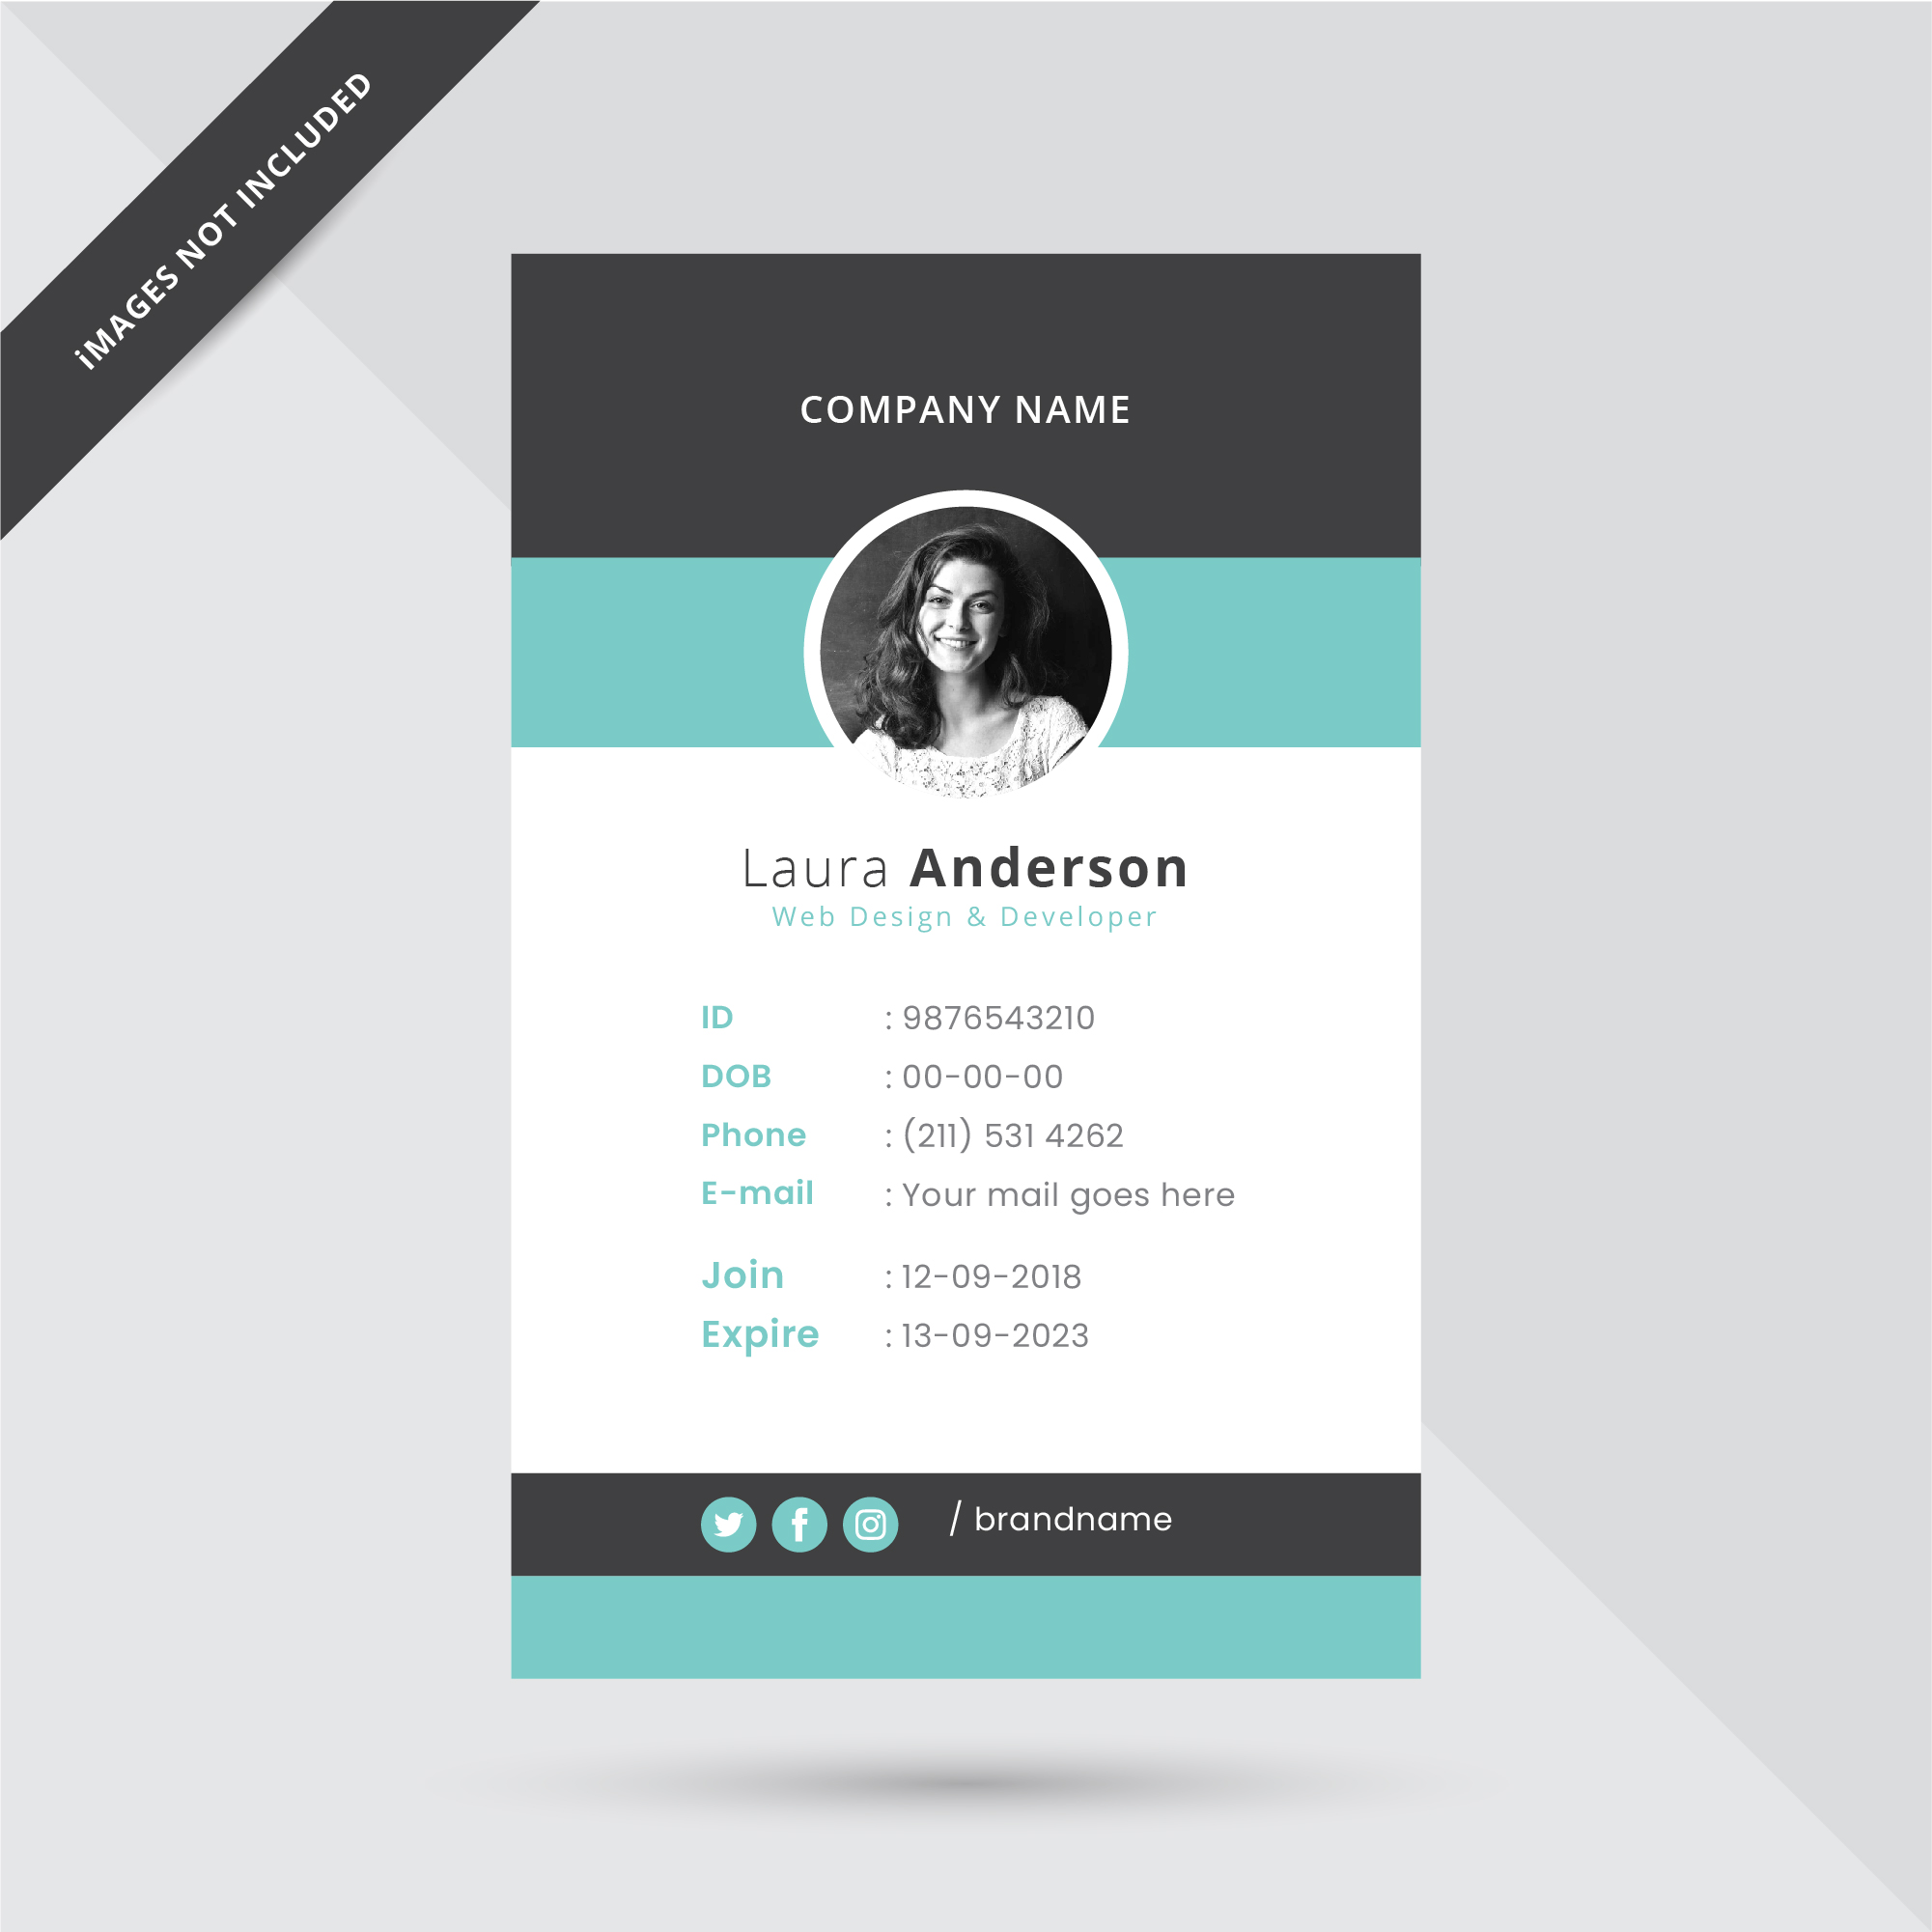 iMAGES NOT INCLUDED
COMPANY NAME
Laura Anderson
Web Design & Developer
ID : 9876543210
DOB : 00-00-00
Phone : (211) 531 4262
E-mail : Your mail goes here
Join : 12-09-2018
Expire : 13-09-2023
/ brandname